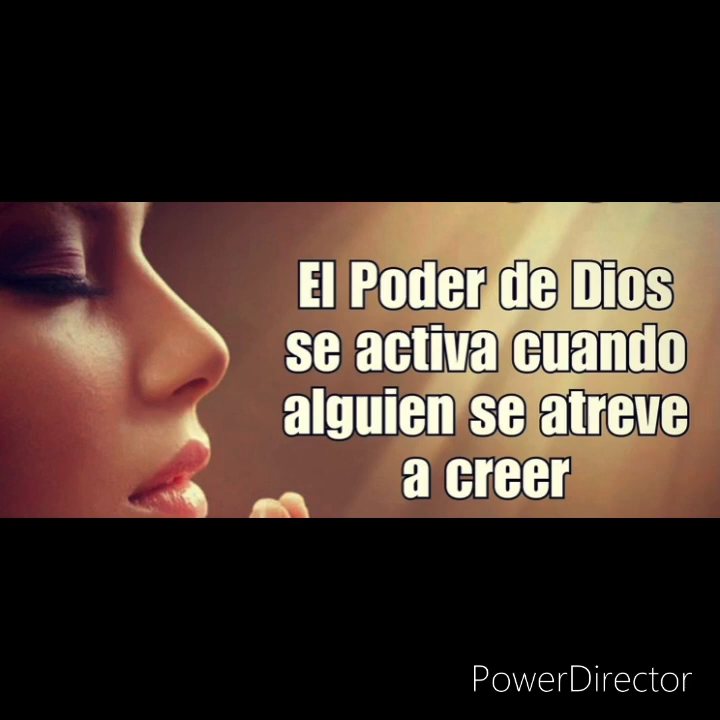 El Poder de Dios
se activa cuando
alguien se atreve
a creer
PowerDirector